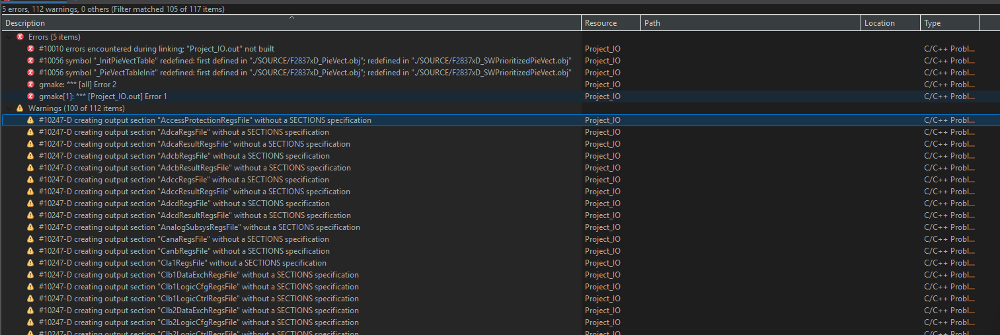 5 errors, 112 warnings, 0 others (Filter matched 105 of 117 items)
Description Resource Path Location Type
Errors (5 items)
#10010 errors encountered during linking; "Project_IO.out" not built Project_IO C/C++ Probl...
#10056 symbol "_InitPieVectTable" redefined: first defined in "./SOURCE/F2837xD_PieVect.obj"; redefined in "./SOURCE/F2837xD_SWPrioritizedPieVect.obj" Project_IO C/C++ Probl...
#10056 symbol "_PieVectTableInit" redefined: first defined in "./SOURCE/F2837xD_PieVect.obj"; redefined in "./SOURCE/F2837xD_SWPrioritizedPieVect.obj" Project_IO C/C++ Probl...
gmake: *** [all] Error 2 Project_IO C/C++ Probl...
gmake[1]: *** [Project_IO.out] Error 1 Project_IO C/C++ Probl...
Warnings (100 of 112 items)
#10247-D creating output section "AccessProtectionRegsFile" without a SECTIONS specification Project_IO C/C++ Probl...
#10247-D creating output section "AdcaRegsFile" without a SECTIONS specification Project_IO C/C++ Probl...
#10247-D creating output section "AdcaResultRegsFile" without a SECTIONS specification Project_IO C/C++ Probl...
#10247-D creating output section "AdcbRegsFile" without a SECTIONS specification Project_IO C/C++ Probl...
#10247-D creating output section "AdcbResultRegsFile" without a SECTIONS specification Project_IO C/C++ Probl...
#10247-D creating output section "AdccRegsFile" without a SECTIONS specification Project_IO C/C++ Probl...
#10247-D creating output section "AdccResultRegsFile" without a SECTIONS specification Project_IO C/C++ Probl...
#10247-D creating output section "AdcdRegsFile" without a SECTIONS specification Project_IO C/C++ Probl...
#10247-D creating output section "AdcdResultRegsFile" without a SECTIONS specification Project_IO C/C++ Probl...
#10247-D creating output section "AnalogSubsysRegsFile" without a SECTIONS specification Project_IO C/C++ Probl...
#10247-D creating output section "CanaRegsFile" without a SECTIONS specification Project_IO C/C++ Probl...
#10247-D creating output section "CanbRegsFile" without a SECTIONS specification Project_IO C/C++ Probl...
#10247-D creating output section "Cla1RegsFile" without a SECTIONS specification Project_IO C/C++ Probl...
#10247-D creating output section "Clb1DataExchRegsFile" without a SECTIONS specification Project_IO C/C++ Probl...
#10247-D creating output section "Clb1LogicCfgRegsFile" without a SECTIONS specification Project_IO C/C++ Probl...
#10247-D creating output section "Clb1LogicCtrlRegsFile" without a SECTIONS specification Project_IO C/C++ Probl...
#10247-D creating output section "Clb2DataExchRegsFile" without a SECTIONS specification Project_IO C/C++ Probl...
#10247-D creating output section "Clb2LogicCfgRegsFile" without a SECTIONS specification Project_IO C/C++ Probl...
#10247-D creating output section "Clb2LogicCtrlRegsFile" without a SECTIONS specification Project_IO C/C++ Probl...